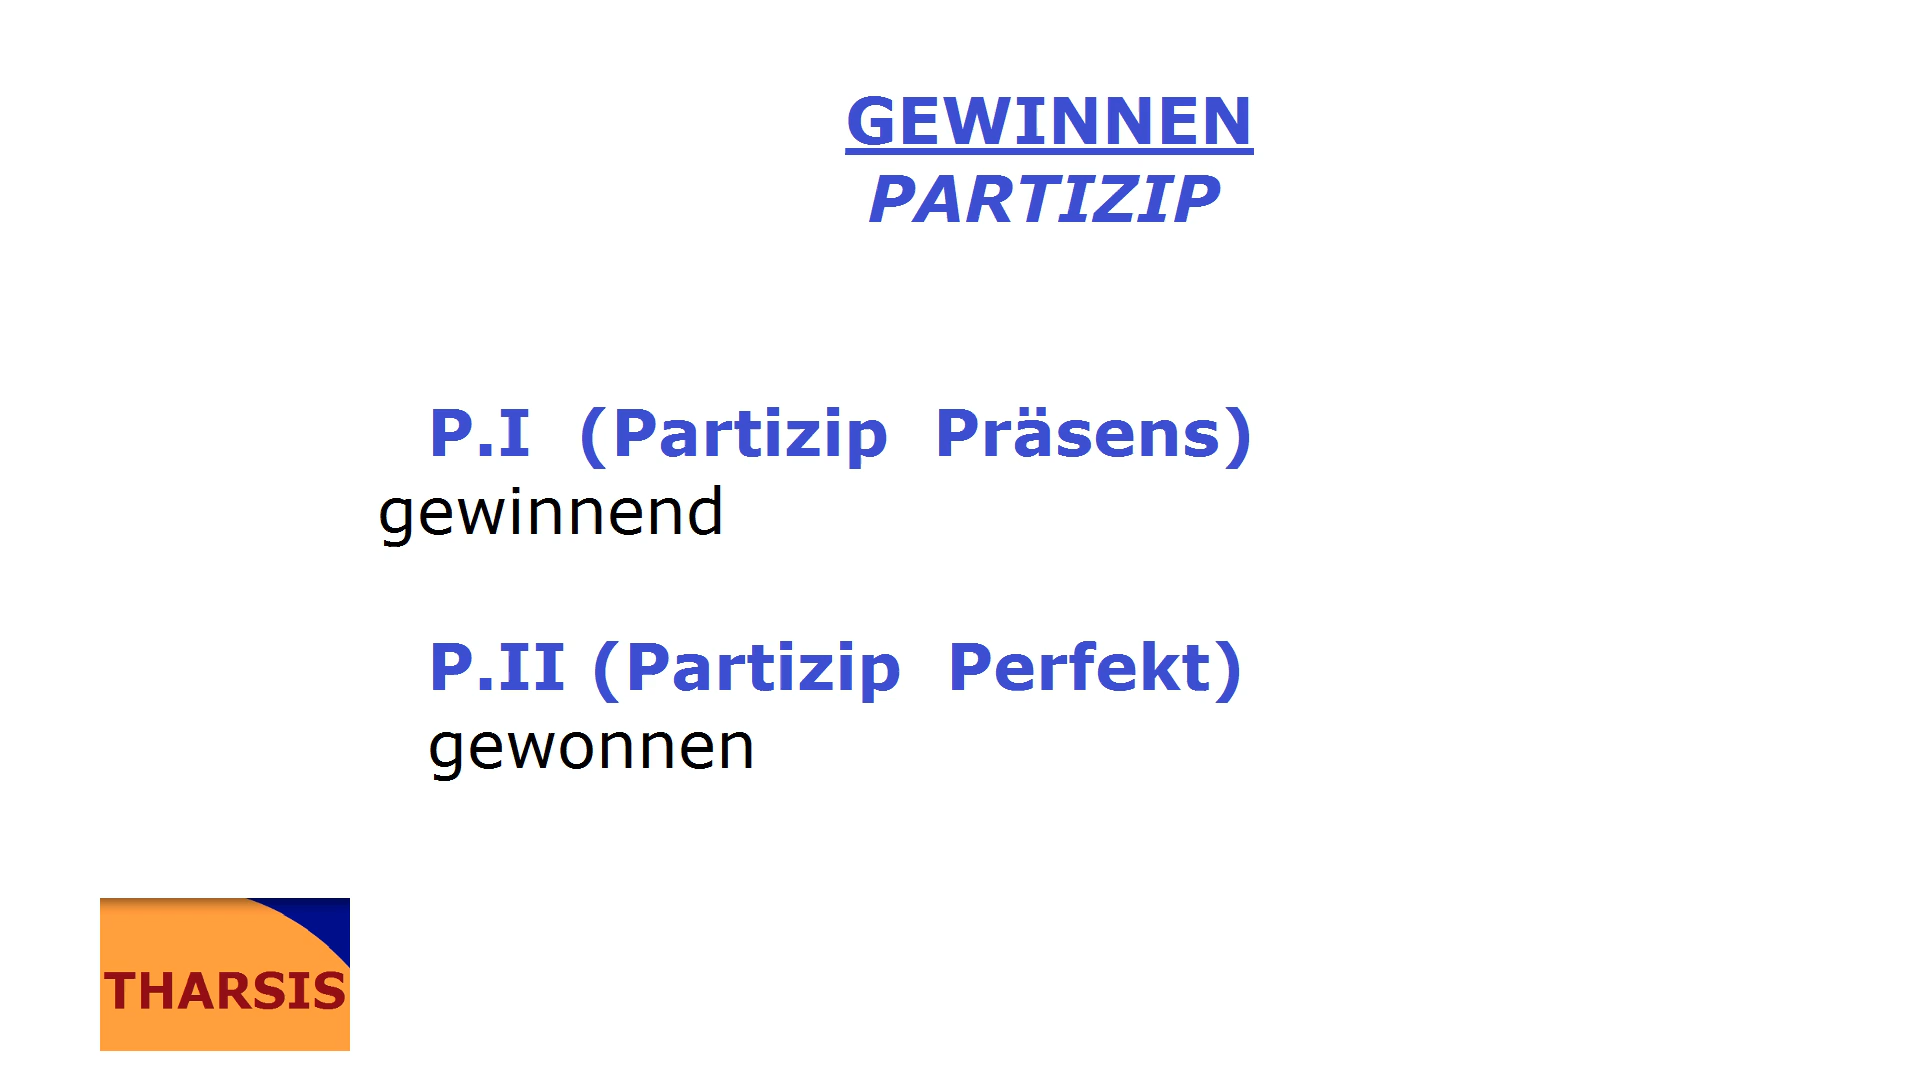 GEWINNEN
PARTIZIP
P.I (Partizip Präsens)
gewinnend
P.II (Partizip Perfekt)
gewonnen
THARSIS